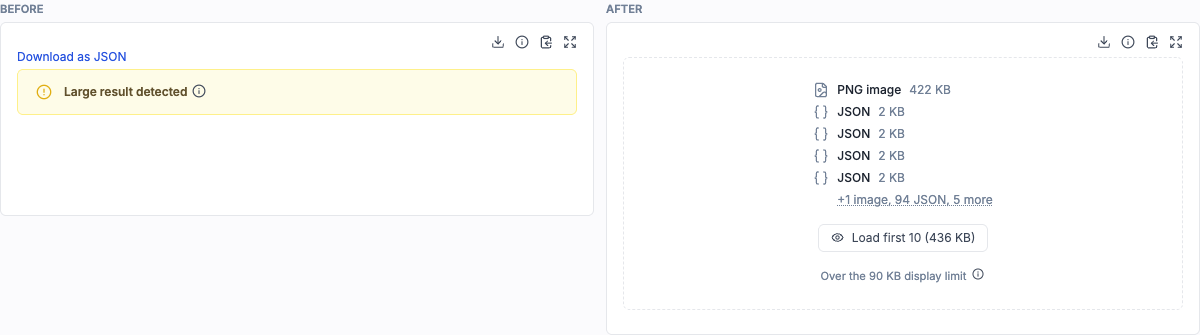 BEFORE
Download as JSON
Large result detected
AFTER
PNG image 422 KB
{ } JSON 2 KB
{ } JSON 2 KB
{ } JSON 2 KB
{ } JSON 2 KB
+1 image, 94 JSON, 5 more
Load first 10 (436 KB)
Over the 90 KB display limit